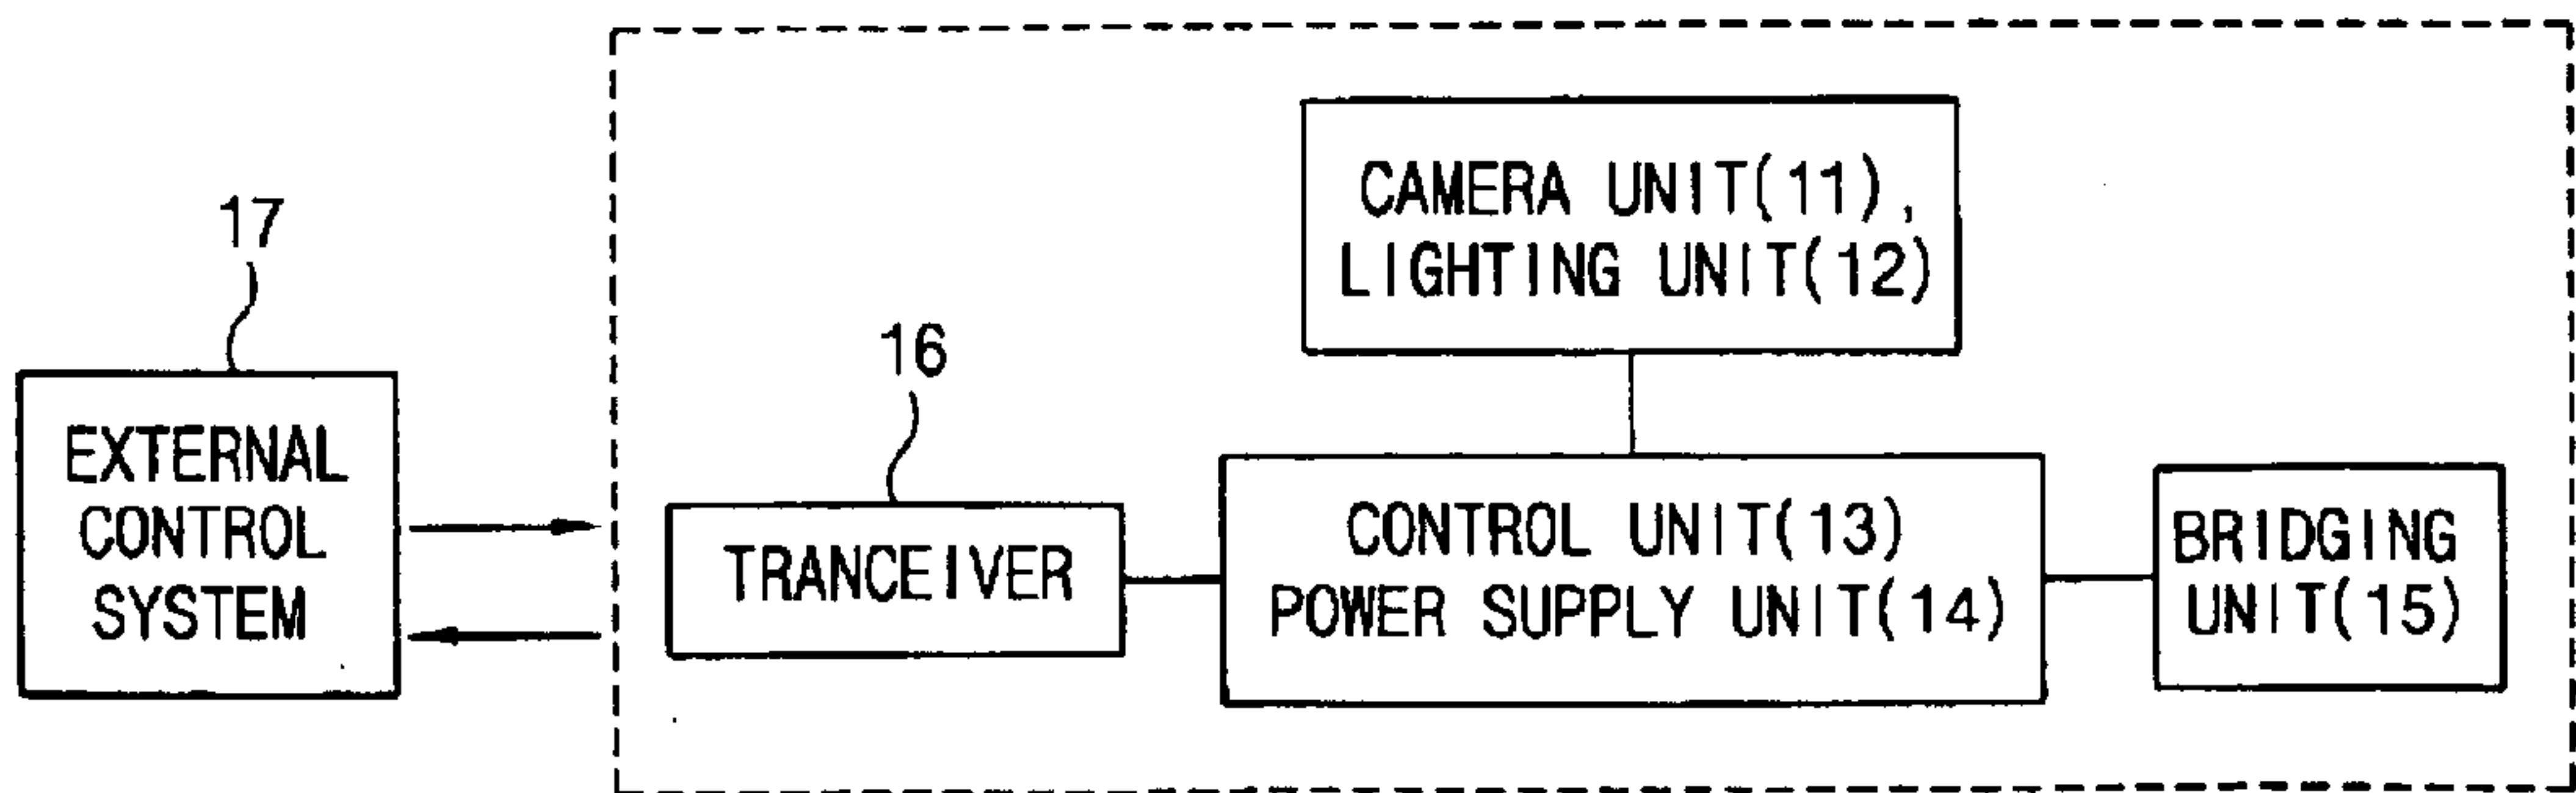 17
EXTERNAL
CONTROL
SYSTEM
16
TRANCEIVER
CAMERA UNIT(11),
LIGHTING UNIT(12)
CONTROL UNIT(13)
POWER SUPPLY UNIT(14)
BRIDGING
UNIT(15)